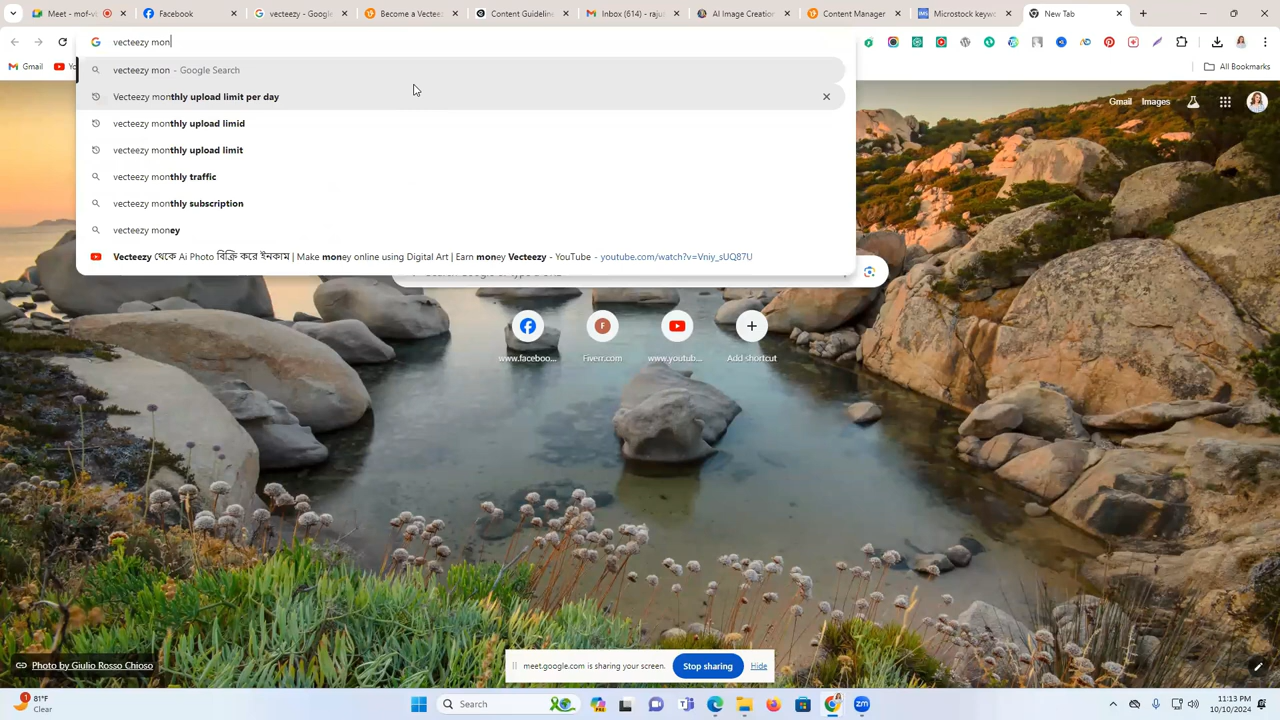 Meet - mof-v
Facebook
vecteezy - Google
Become a Vectee
Content Guideline
Inbox (614) - raju
AI Image Creation
Content Manager
Microstock keyw
New Tab
vecteezy mon
Gmail
Yo
All Bookmarks
vecteezy mon - Google Search
Vecteezy monthly upload limit per day
vecteezy monthly upload limid
vecteezy monthly upload limit
vecteezy monthly traffic
vecteezy monthly subscription
vecteezy money
Vecteezy থেকে Ai Photo বিক্রি করে ইনকাম | Make money online using Digital Art | Earn money Vecteezy - YouTube - youtube.com/watch?v=Vniy_sUQ87U
Gmail
Images
www.faceboo...
Fiverr.com
www.youtub...
Add shortcut
Photo by Giulio Rosso Chioso
meet.google.com is sharing your screen.
Stop sharing
Hide
81°F
Clear
Search
11:13 PM
10/10/2024